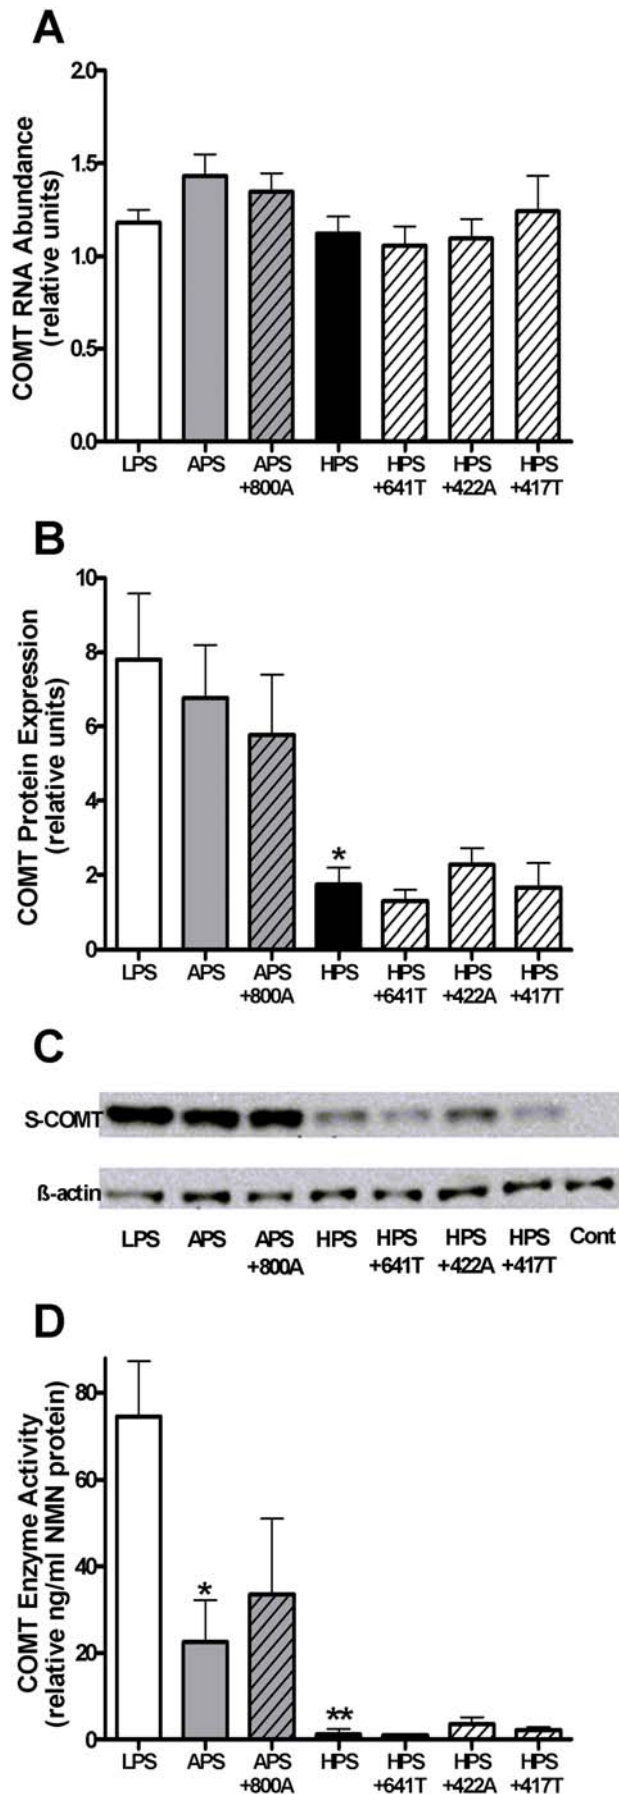 A
COMT RNA Abundance
(relative units)
2.0
1.5
1.0
0.5
0.0
LPS APS APS HPS HPS HPS HPS
+800A +641T +422A +417T
B
COMT Protein Expression
(relative units)
10
8
6
4
2
0
*
LPS APS APS HPS HPS HPS HPS
+800A +641T +422A +417T
C
S-COMT
ß-actin
LPS APS APS HPS HPS HPS HPS Cont
+800A +641T +422A +417T
D
COMT Enzyme Activity
(relative ng/ml NMN protein)
80
60
40
20
0
*
**
LPS APS APS HPS HPS HPS HPS
+800A +641T +422A +417T